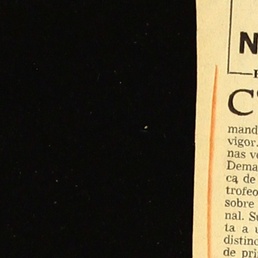 N
C
mand
vigor.
nas v
Dema
ca de
trofeo
sobre
nal. S
ta a u
distinc
de pri